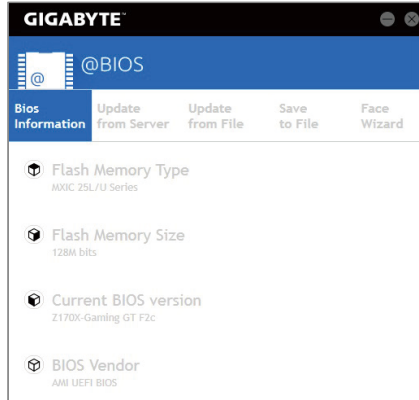 GIGABYTE™
@
@BIOS
Bios Information
Update from Server
Update from File
Save to File
Face Wizard
Flash Memory Type
MXIC 25L/U Series
Flash Memory Size
128M bits
Current BIOS version
Z170X-Gaming GT F2c
BIOS Vendor
AMI UEFI BIOS